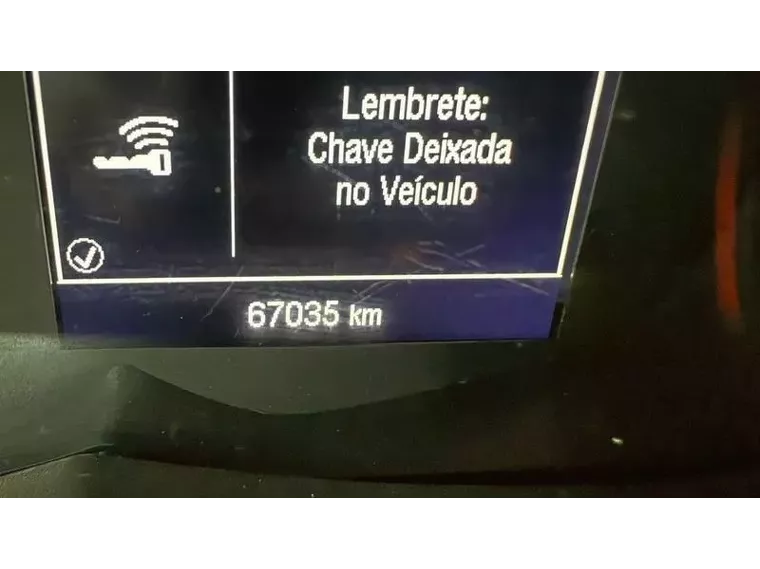 Lembrete:
Chave Deixada
no Veículo
67035 km